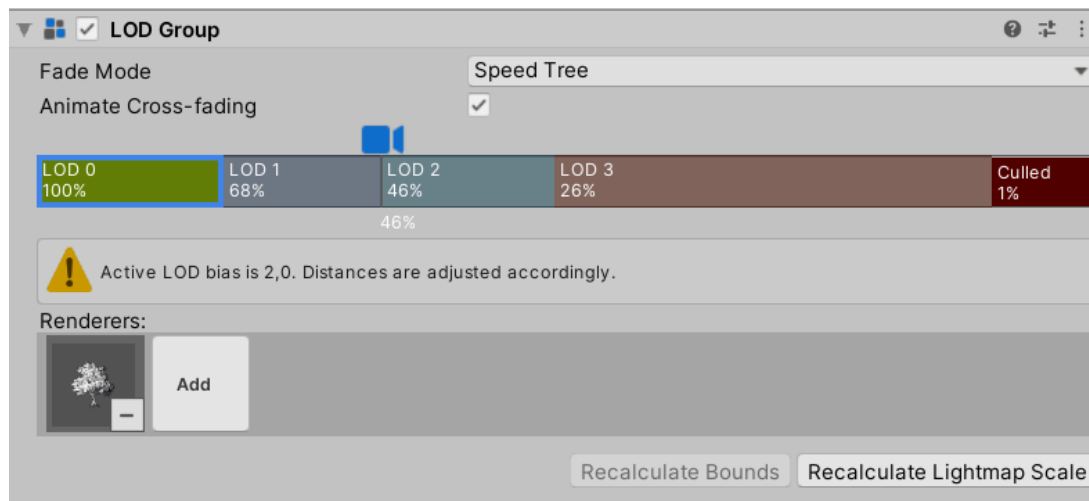 LOD Group
Fade Mode Speed Tree
Animate Cross-fading
LOD 0 LOD 1 LOD 2 LOD 3 Culled
100% 68% 46% 26% 1%
46%
Active LOD bias is 2,0. Distances are adjusted accordingly.
Renderers:
Add
Recalculate Bounds Recalculate Lightmap Scale